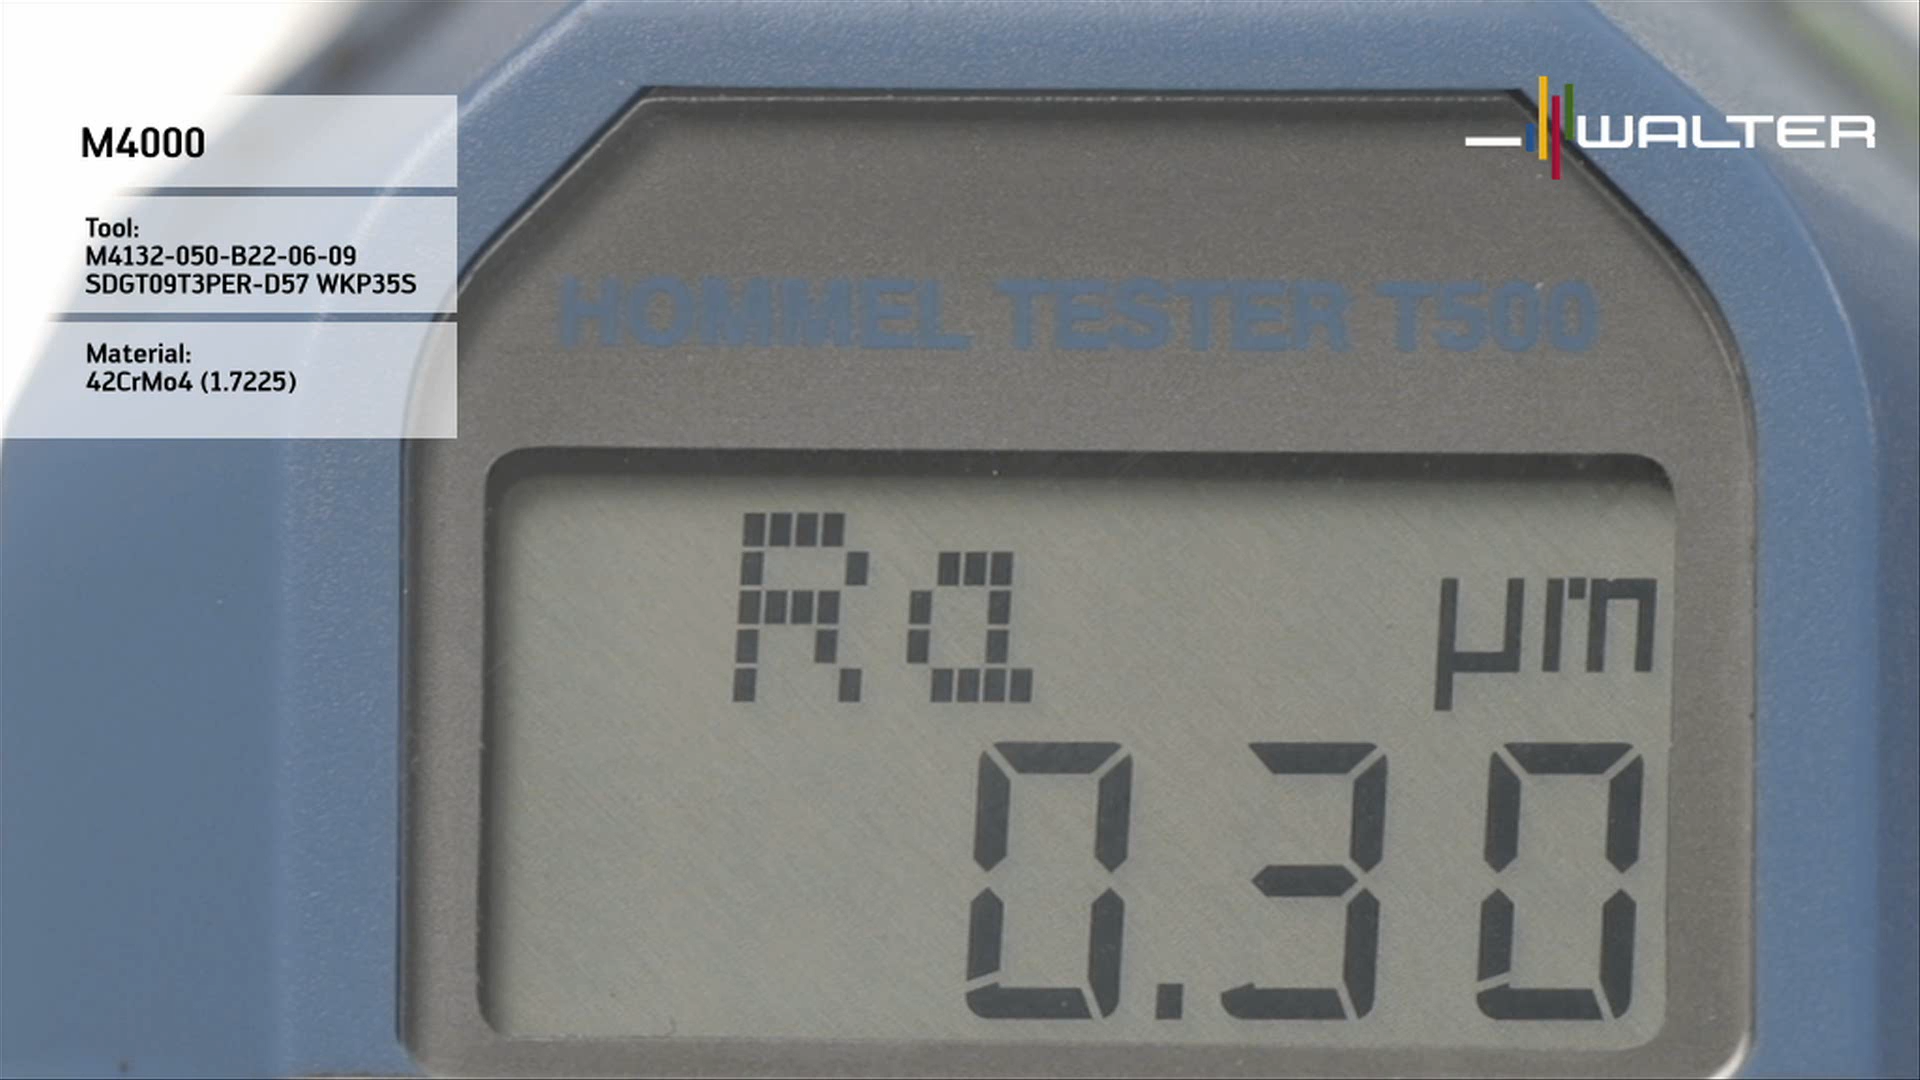 M4000
Tool:
M4132-050-B22-06-09
SDGT09T3PER-D57 WKP35S
Material:
42CrMo4 (1.7225)
WALTER
HOMMEL TESTER T500
Ra µm
0.30